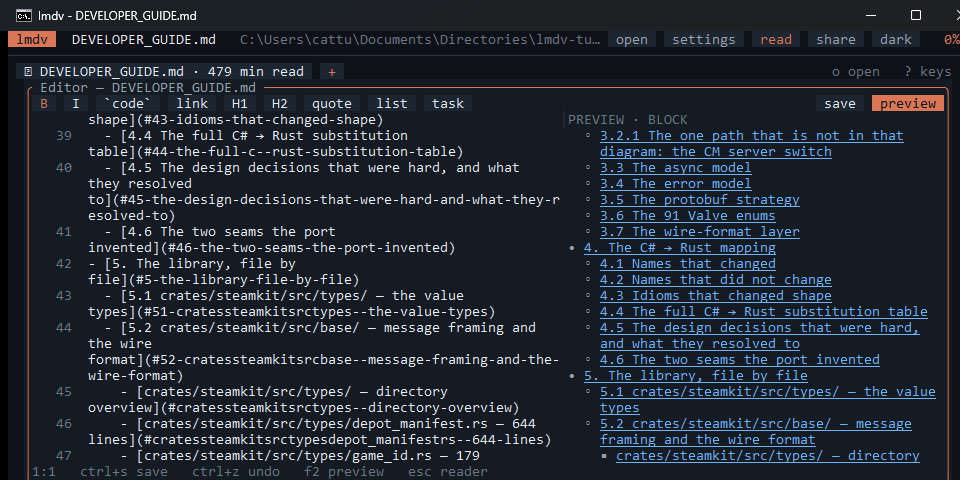 lmdv - DEVELOPER_GUIDE.md
lmdv DEVELOPER_GUIDE.md C:\Users\cattu\Documents\Directories\lmdv-tu… open settings read share dark 0%
DEVELOPER_GUIDE.md · 479 min read + o open ? keys
Editor — DEVELOPER_GUIDE.md
B I `code` link H1 H2 quote list task save preview
shape](#43-idioms-that-changed-shape)
39 - [4.4 The full C# → Rust substitution
table](#44-the-full-c--rust-substitution-table)
40 - [4.5 The design decisions that were hard, and what
they resolved
to](#45-the-design-decisions-that-were-hard-and-what-they-r
esolved-to)
41 - [4.6 The two seams the port
invented](#46-the-two-seams-the-port-invented)
42 - [5. The library, file by
file](#5-the-library-file-by-file)
43 - [5.1 crates/steamkit/src/types/ — the value
types](#51-cratessteamkitsrctypes--the-value-types)
44 - [5.2 crates/steamkit/src/base/ — message framing and
the wire
format](#52-cratessteamkitsrcbase--message-framing-and-the-
wire-format)
45 - [crates/steamkit/src/types/ — directory
overview](#cratessteamkitsrctypes--directory-overview)
46 - [crates/steamkit/src/types/depot_manifest.rs — 644
lines](#cratessteamkitsrctypesdepot_manifestrs--644-lines)
47 - [crates/steamkit/src/types/game_id.rs — 179
PREVIEW · BLOCK
◦ 3.2.1 The one path that is not in that
diagram: the CM server switch
◦ 3.3 The async model
◦ 3.4 The error model
◦ 3.5 The protobuf strategy
◦ 3.6 The 91 Valve enums
◦ 3.7 The wire-format layer
• 4. The C# → Rust mapping
◦ 4.1 Names that changed
◦ 4.2 Names that did not change
◦ 4.3 Idioms that changed shape
◦ 4.4 The full C# → Rust substitution table
◦ 4.5 The design decisions that were hard,
and what they resolved to
◦ 4.6 The two seams the port invented
• 5. The library, file by file
◦ 5.1 crates/steamkit/src/types/ — the value
types
◦ 5.2 crates/steamkit/src/base/ — message
framing and the wire format
▪ crates/steamkit/src/types/ — directory
1:1 ctrl+s save ctrl+z undo f2 preview esc reader